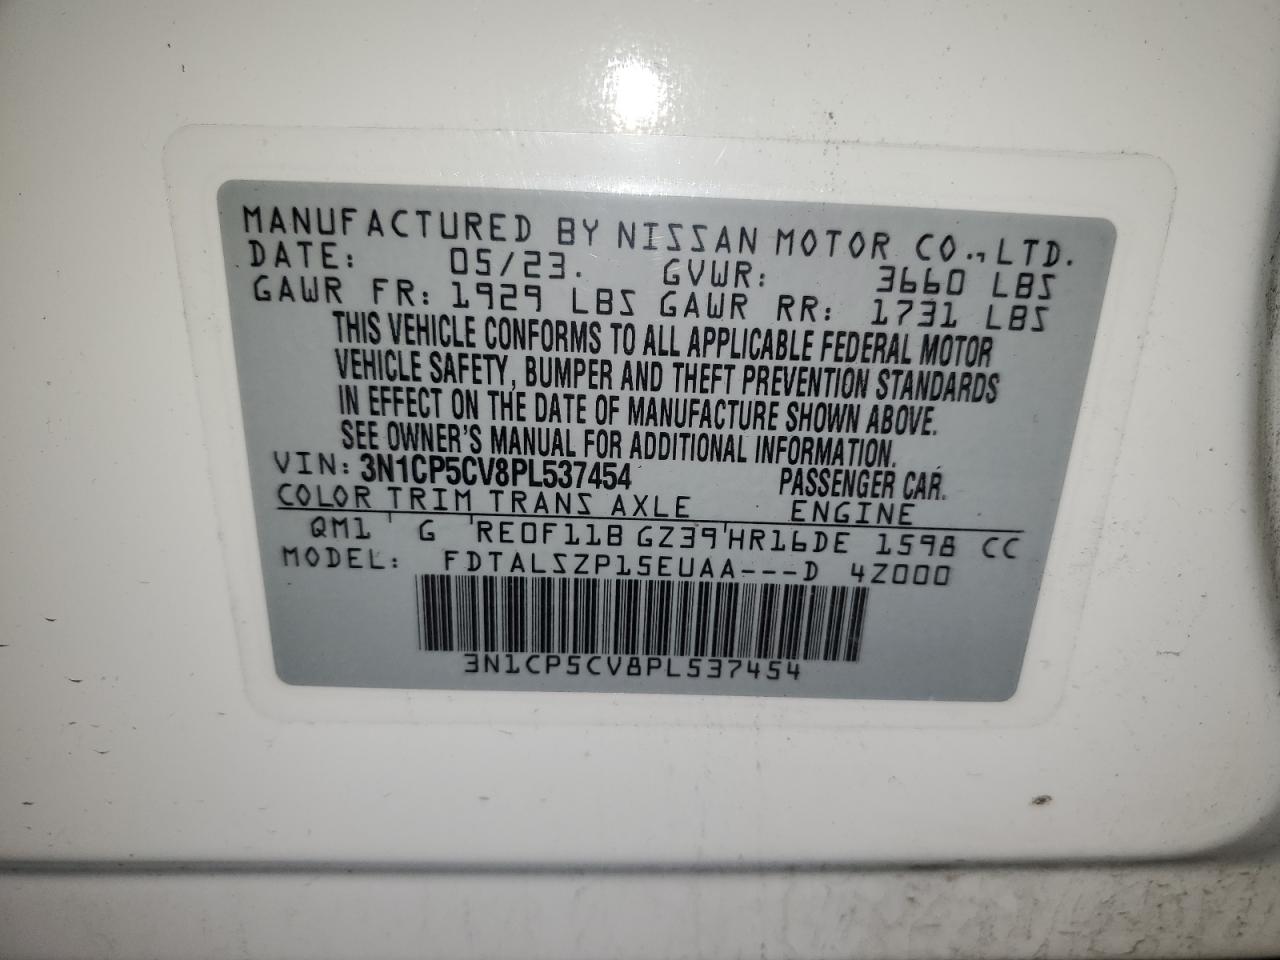 MANUFACTURED BY NISSAN MOTOR CO., LTD.
DATE: 05/23. GVWR: 3660 LBS
GAWR FR: 1929 LBS GAWR RR: 1731 LBS
THIS VEHICLE CONFORMS TO ALL APPLICABLE FEDERAL MOTOR
VEHICLE SAFETY, BUMPER AND THEFT PREVENTION STANDARDS
IN EFFECT ON THE DATE OF MANUFACTURE SHOWN ABOVE.
SEE OWNER'S MANUAL FOR ADDITIONAL INFORMATION.
VIN: 3N1CP5CV8PL537454 PASSENGER CAR.
COLOR TRIM TRANS AXLE ENGINE
QM1 ' G 'RE0F11B GZ39'HR16DE 1598 CC
MODEL: FDTALSZP15EUAA---D 4Z000
3N1CP5CV8PL537454